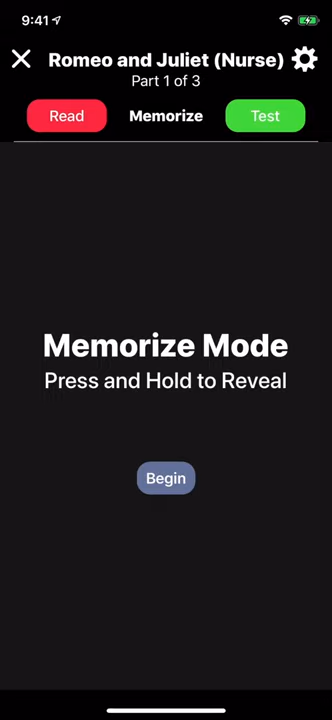 9:41
Romeo and Juliet (Nurse)
Part 1 of 3
Read Memorize Test
Memorize Mode
Press and Hold to Reveal
Begin